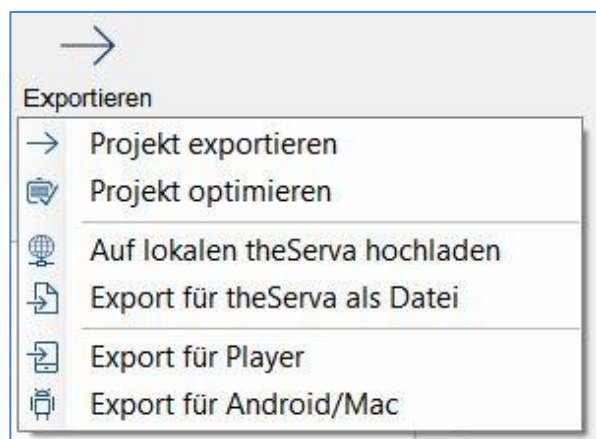 Exportieren
Projekt exportieren
Projekt optimieren
Auf lokalen theServa hochladen
Export für theServa als Datei
Export für Player
Export für Android/Mac